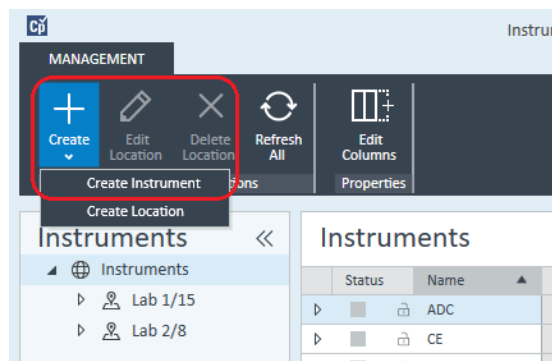 Cp
Instru
MANAGEMENT
Create
Edit
Location
Delete
Location
Refresh
All
Edit
Columns
Create Instrument
ions
Properties
Create Location
Instruments
Instruments
Instruments
Lab 1/15
Lab 2/8
Status
Name
ADC
CE